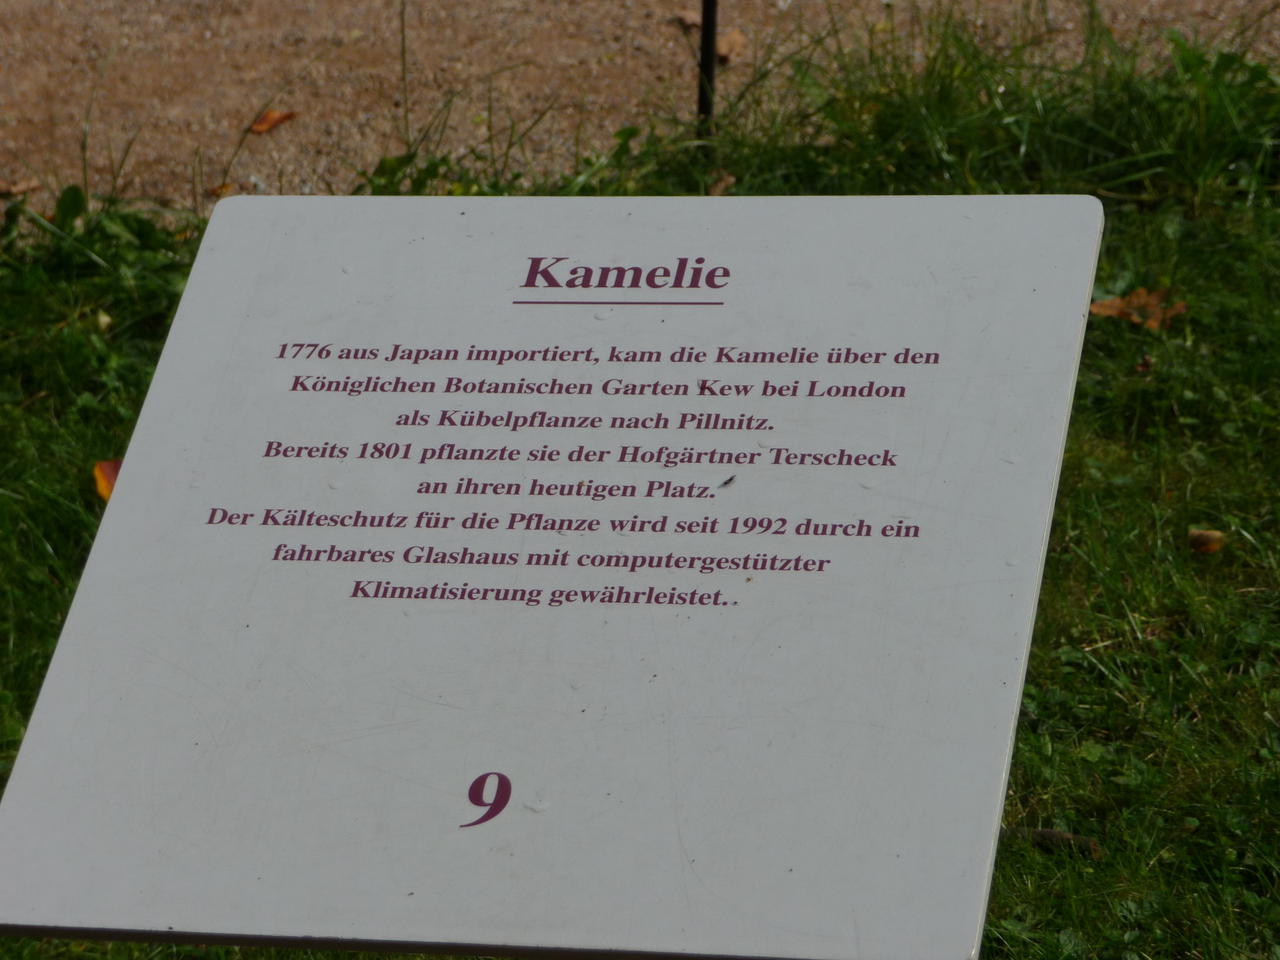 Kamelie
1776 aus Japan importiert, kam die Kamelie über den
Königlichen Botanischen Garten Kew bei London
als Kübelpflanze nach Pillnitz.
Bereits 1801 pflanzte sie der Hofgärtner Terscheck
an ihren heutigen Platz.
Der Kälteschutz für die Pflanze wird seit 1992 durch ein
fahrbares Glashaus mit computergestützter
Klimatisierung gewährleistet.
9